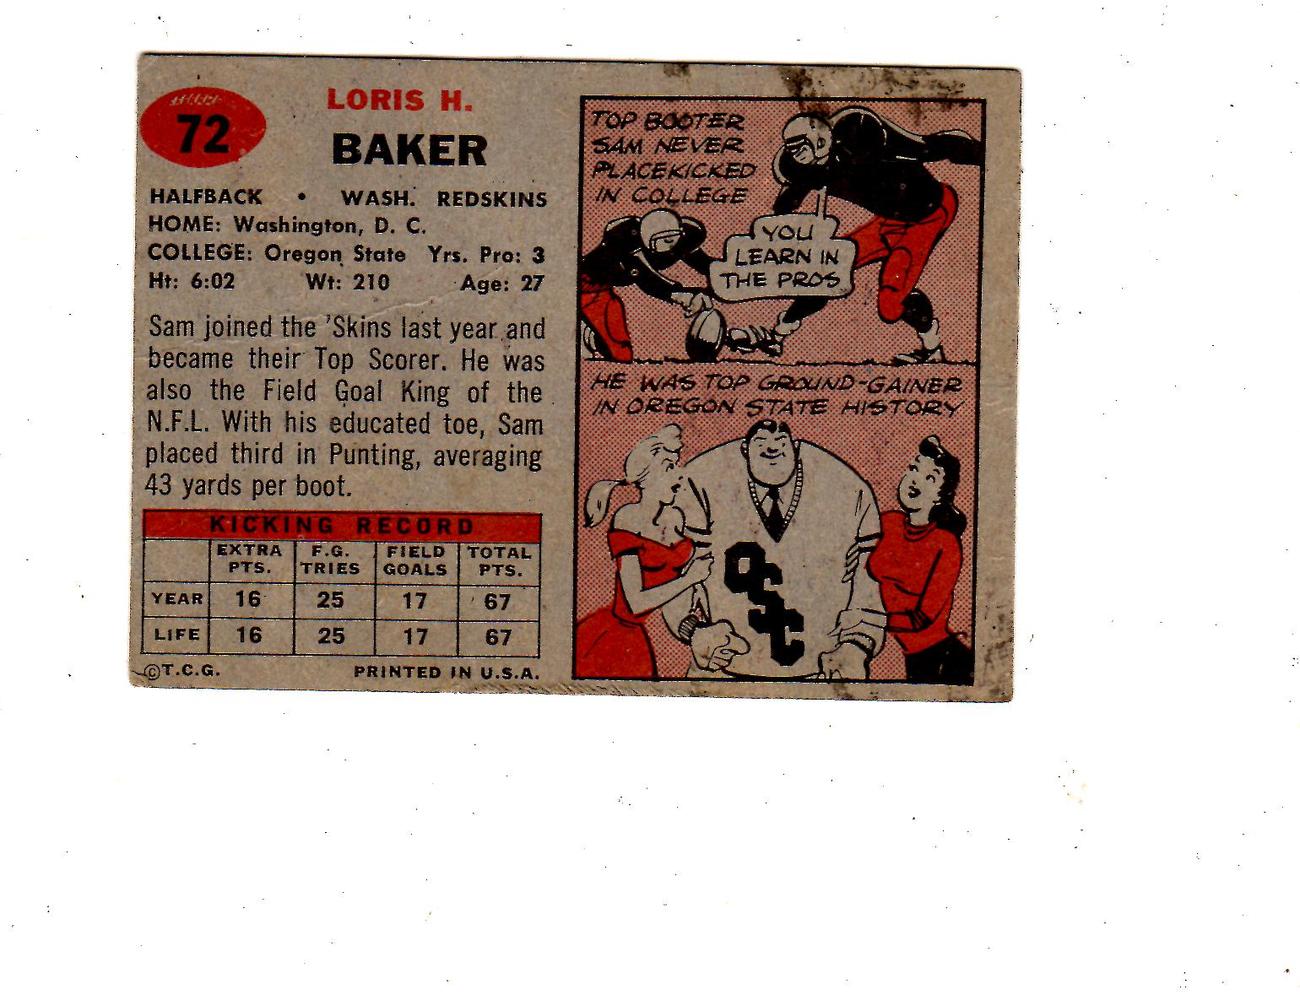 72
LORIS H.
BAKER
HALFBACK • WASH. REDSKINS
HOME: Washington, D. C.
COLLEGE: Oregon State Yrs. Pro: 3
Ht: 6:02 Wt: 210 Age: 27
Sam joined the 'Skins last year and
became their Top Scorer. He was
also the Field Goal King of the
N.F.L. With his educated toe, Sam
placed third in Punting, averaging
43 yards per boot.
KICKING RECORD
EXTRA PTS. F.G. TRIES FIELD GOALS TOTAL PTS.
YEAR 16 25 17 67
LIFE 16 25 17 67
©T.C.G. PRINTED IN U.S.A.
TOP BOOTER
SAM NEVER
PLACEKICKED
IN COLLEGE
YOU
LEARN IN
THE PROS
HE WAS TOP GROUND-GAINER
IN OREGON STATE HISTORY
OSC